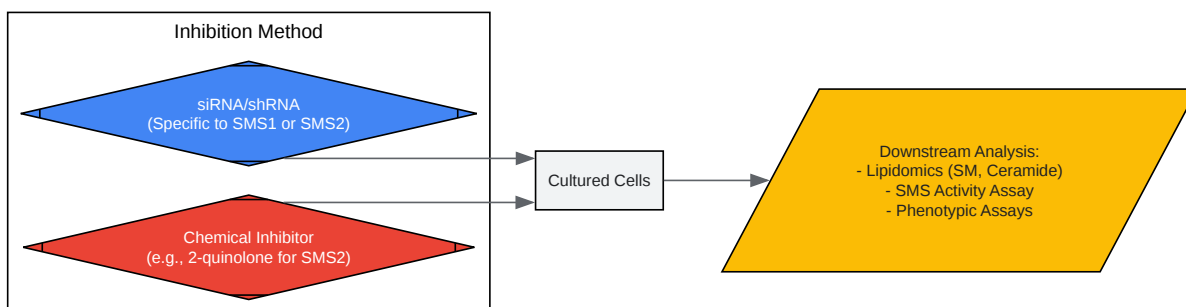 Inhibition Method
siRNA/shRNA
(Specific to SMS1 or SMS2)
Chemical Inhibitor
(e.g., 2-quinolone for SMS2)
Cultured Cells
Downstream Analysis:
- Lipidomics (SM, Ceramide)
- SMS Activity Assay
- Phenotypic Assays